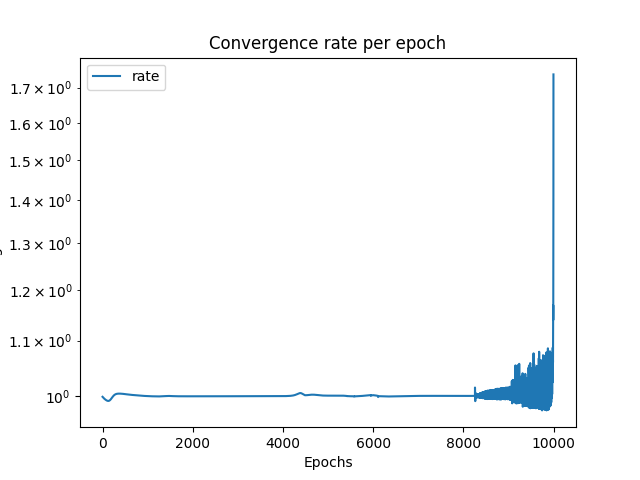 Convergence rate per epoch
rate
1.7 × 10⁰
1.6 × 10⁰
1.5 × 10⁰
1.4 × 10⁰
1.3 × 10⁰
1.2 × 10⁰
1.1 × 10⁰
10⁰
0 2000 4000 6000 8000 10000
Epochs